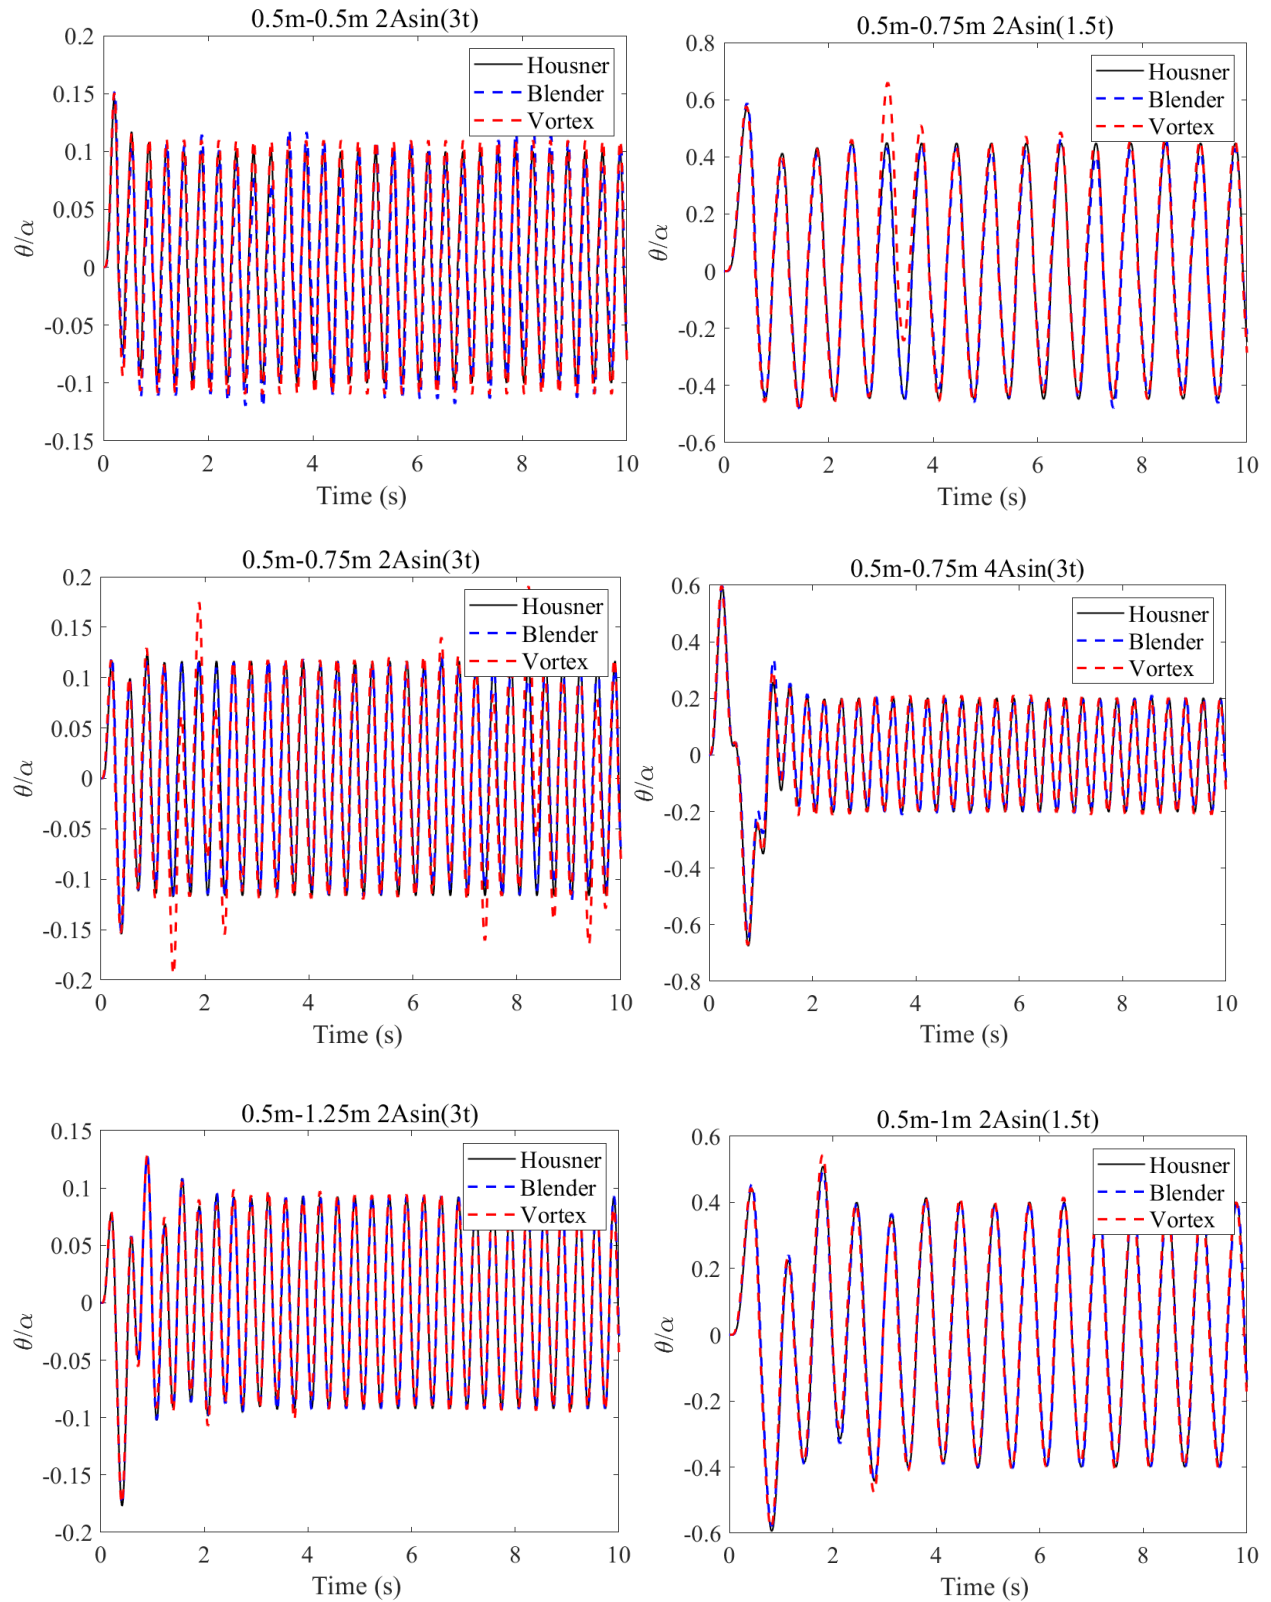 0.5m-0.5m 2Asin(3t)
0.2
0.15
0.1
0.05
0
-0.05
-0.1
-0.15
θ/α
Housner
Blender
Vortex
0 2 4 6 8 10
Time (s)
0.5m-0.75m 2Asin(1.5t)
0.8
0.6
0.4
0.2
0
-0.2
-0.4
-0.6
θ/α
Housner
Blender
Vortex
0 2 4 6 8 10
Time (s)
0.5m-0.75m 2Asin(3t)
0.2
0.15
0.1
0.05
0
-0.05
-0.1
-0.15
-0.2
θ/α
Housner
Blender
Vortex
0 2 4 6 8 10
Time (s)
0.5m-0.75m 4Asin(3t)
0.6
0.4
0.2
0
-0.2
-0.4
-0.6
-0.8
θ/α
Housner
Blender
Vortex
0 2 4 6 8 10
Time (s)
0.5m-1.25m 2Asin(3t)
0.15
0.1
0.05
0
-0.05
-0.1
-0.15
-0.2
θ/α
Housner
Blender
Vortex
0 2 4 6 8 10
Time (s)
0.5m-1m 2Asin(1.5t)
0.6
0.4
0.2
0
-0.2
-0.4
-0.6
θ/α
Housner
Blender
Vortex
0 2 4 6 8 10
Time (s)